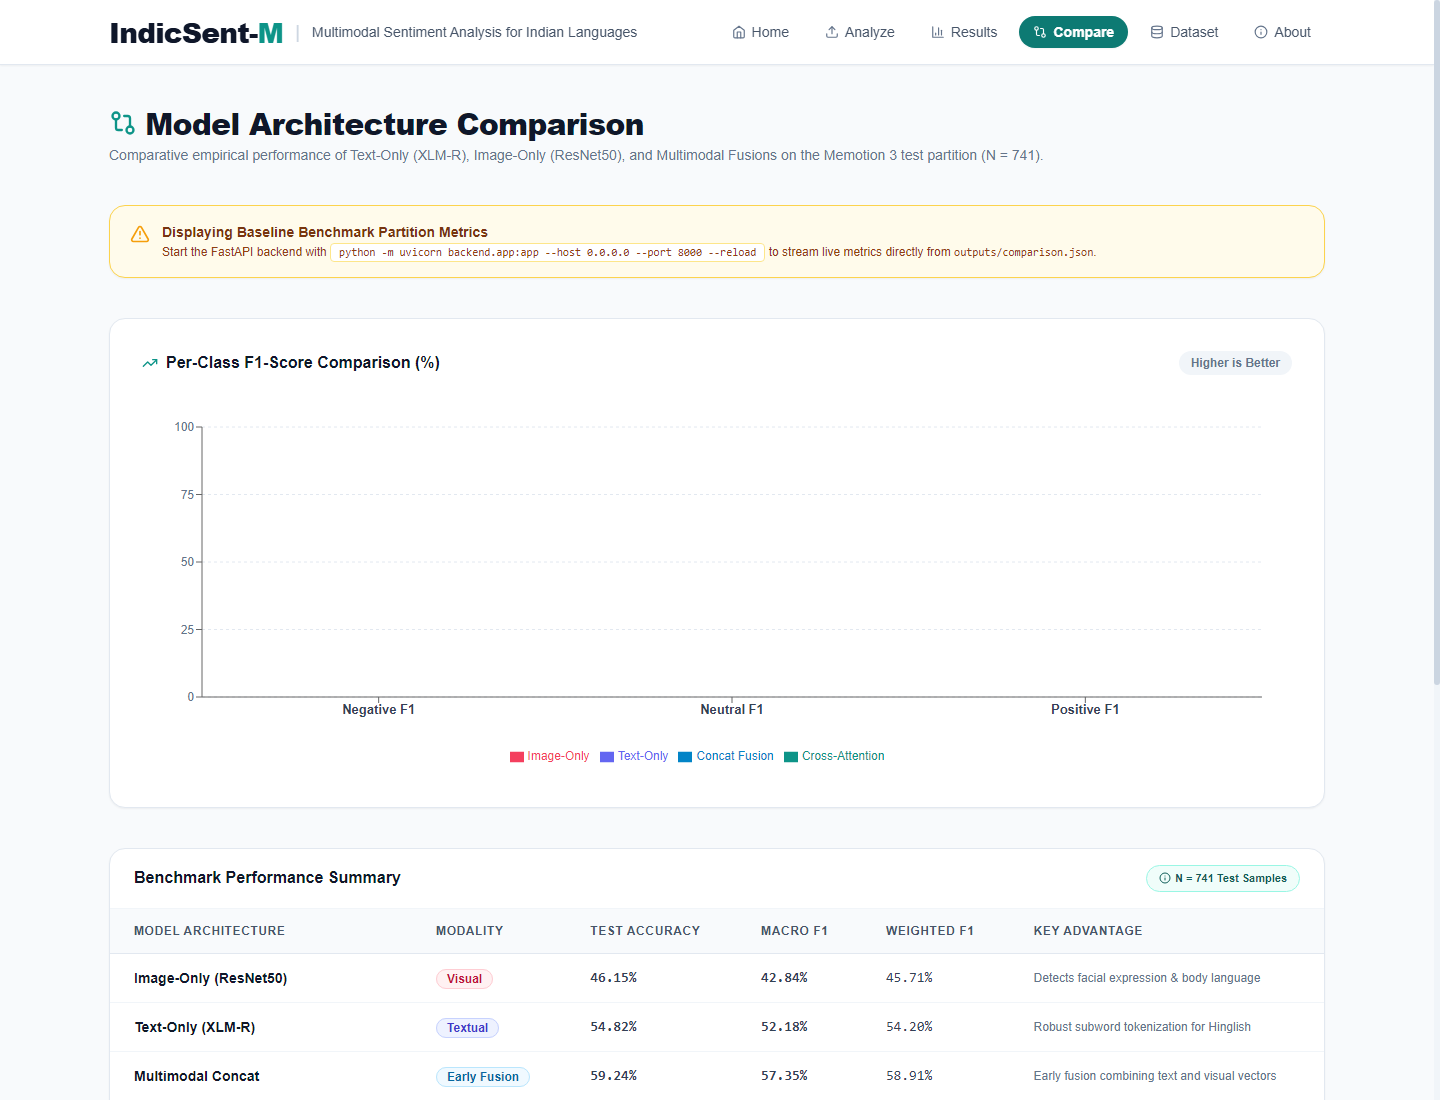 IndicSent-M | Multimodal Sentiment Analysis for Indian Languages Home Analyze Results Compare Dataset About
Model Architecture Comparison
Comparative empirical performance of Text-Only (XLM-R), Image-Only (ResNet50), and Multimodal Fusions on the Memotion 3 test partition (N = 741).
Displaying Baseline Benchmark Partition Metrics
Start the FastAPI backend with python -m uvicorn backend.app:app --host 0.0.0.0 --port 8000 --reload to stream live metrics directly from outputs/comparison.json.
Per-Class F1-Score Comparison (%) Higher is Better
100
75
50
25
0
Negative F1 Neutral F1 Positive F1
Image-Only Text-Only Concat Fusion Cross-Attention
Benchmark Performance Summary N = 741 Test Samples
MODEL ARCHITECTURE MODALITY TEST ACCURACY MACRO F1 WEIGHTED F1 KEY ADVANTAGE
Image-Only (ResNet50) Visual 46.15% 42.84% 45.71% Detects facial expression & body language
Text-Only (XLM-R) Textual 54.82% 52.18% 54.20% Robust subword tokenization for Hinglish
Multimodal Concat Early Fusion 59.24% 57.35% 58.91% Early fusion combining text and visual vectors